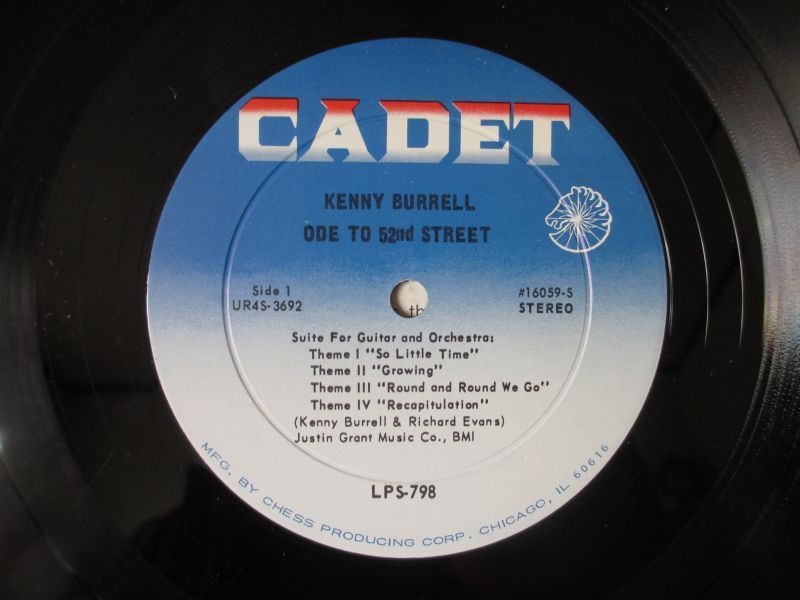 CADET
KENNY BURRELL
ODE TO 52nd STREET
Side 1
UR4S-3692
#16059-S
STEREO
th
Suite For Guitar and Orchestra:
Theme I "So Little Time"
Theme II "Growing"
Theme III "Round and Round We Go"
Theme IV "Recapitulation"
(Kenny Burrell & Richard Evans)
Justin Grant Music Co., BMI
LPS-798
MFG. BY CHESS PRODUCING CORP. CHICAGO, IL 60616